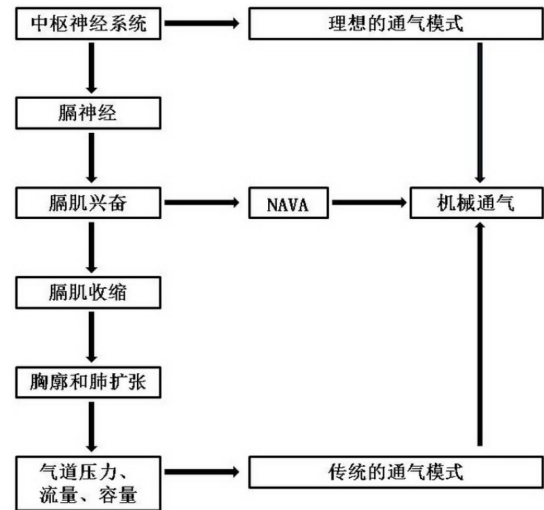 中枢神经系统
理想的通气模式
膈神经
膈肌兴奋
NAVA
机械通气
膈肌收缩
胸廓和肺扩张
气道压力、
流量、容量
传统的通气模式